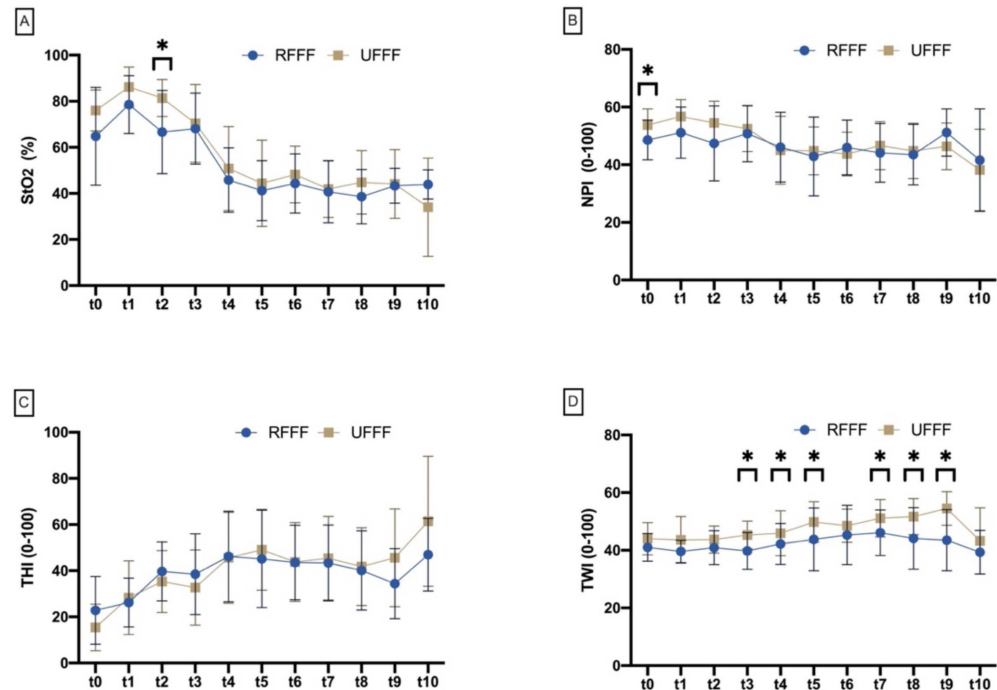 A
RFFF UFFF
*
StO2 (%)
100
80
60
40
20
0
t0 t1 t2 t3 t4 t5 t6 t7 t8 t9 t10
B
RFFF UFFF
*
NPI (0-100)
80
60
40
20
0
t0 t1 t2 t3 t4 t5 t6 t7 t8 t9 t10
C
RFFF UFFF
THI (0-100)
100
80
60
40
20
0
t0 t1 t2 t3 t4 t5 t6 t7 t8 t9 t10
D
RFFF UFFF
* * * * * *
TWI (0-100)
80
60
40
20
0
t0 t1 t2 t3 t4 t5 t6 t7 t8 t9 t10